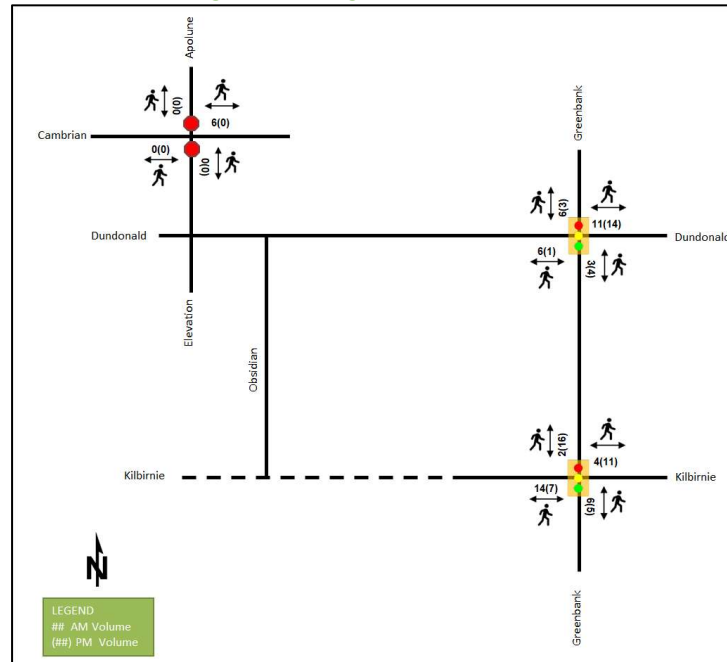 Apolune
Greenbank
0(0)
6(0)
Cambrian
0(0)
0(0)
6(3)
11(14)
Dundonald
Dundonald
6(1)
3(4)
Elevation
Obsidian
2(16)
4(11)
Kilbirnie
Kilbirnie
14(7)
6(5)
N
Greenbank
LEGEND
## AM Volume
(##) PM Volume